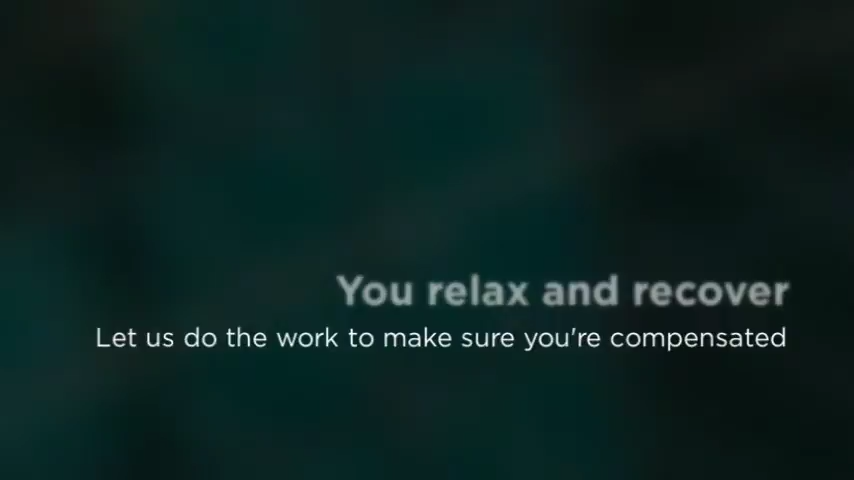 You relax and recover
Let us do the work to make sure you're compensated